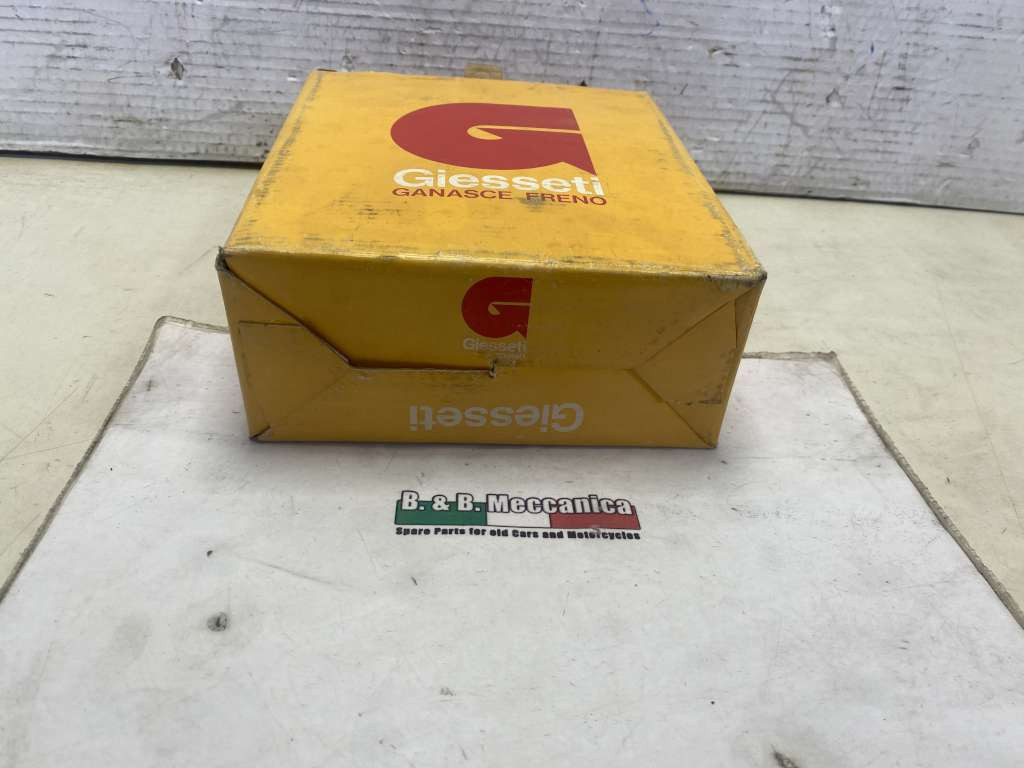 Giesseti
GANASCE FRENO
Giesseti
Giesseti
B. & B. Meccanica
Spare Parts for old Cars and Motorcycles